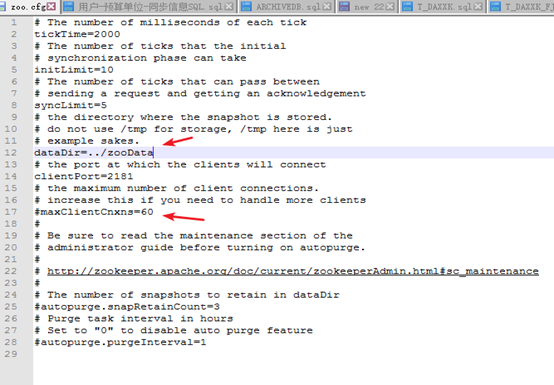 zoo.cfg 用户-预算单位-同步信息SQL.sql ARCHIVEDB.sql new 22 T_DAXXK.sql T_DAXXK_FJ
1 # The number of milliseconds of each tick
2 tickTime=2000
3 # The number of ticks that the initial
4 # synchronization phase can take
5 initLimit=10
6 # The number of ticks that can pass between
7 # sending a request and getting an acknowledgement
8 syncLimit=5
9 # the directory where the snapshot is stored.
10 # do not use /tmp for storage, /tmp here is just
11 # example sakes.
12 dataDir=../zooData
13 # the port at which the clients will connect
14 clientPort=2181
15 # the maximum number of client connections.
16 # increase this if you need to handle more clients
17 #maxClientCnxns=60
18 #
19 # Be sure to read the maintenance section of the
20 # administrator guide before turning on autopurge.
21 #
22 # http://zookeeper.apache.org/doc/current/zookeeperAdmin.html#sc_maintenance
23 #
24 # The number of snapshots to retain in dataDir
25 #autopurge.snapRetainCount=3
26 # Purge task interval in hours
27 # Set to "0" to disable auto purge feature
28 #autopurge.purgeInterval=1
29